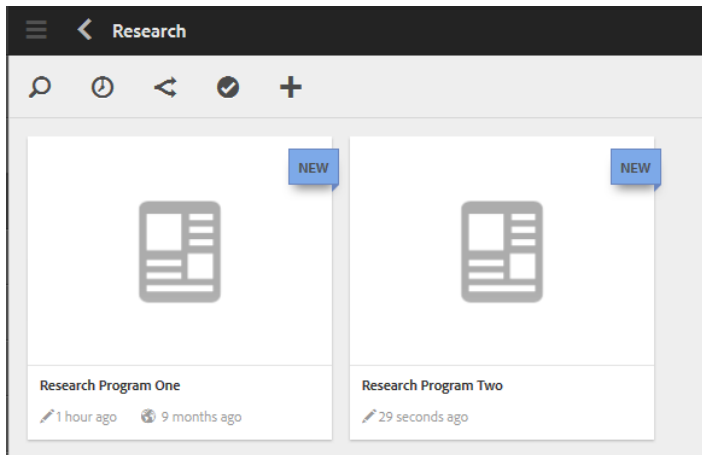 Research
NEW
NEW
Research Program One
1 hour ago 9 months ago
Research Program Two
29 seconds ago